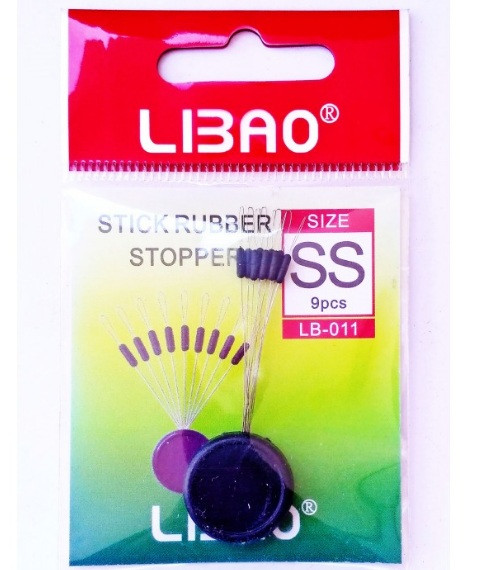 LIBAO®
STICK RUBBER
STOPPER
SIZE
SS
9pcs
LB-011
LIBAO®